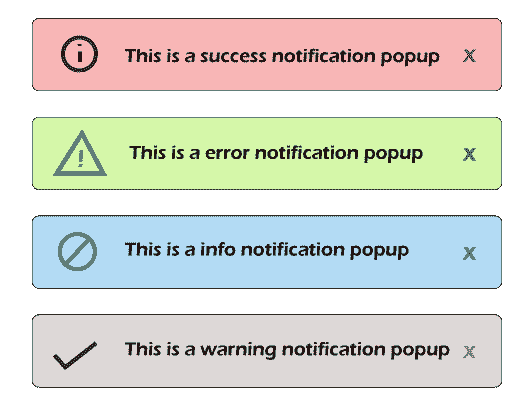 This is a success notification popup X
This is a error notification popup X
This is a info notification popup X
This is a warning notification popup X